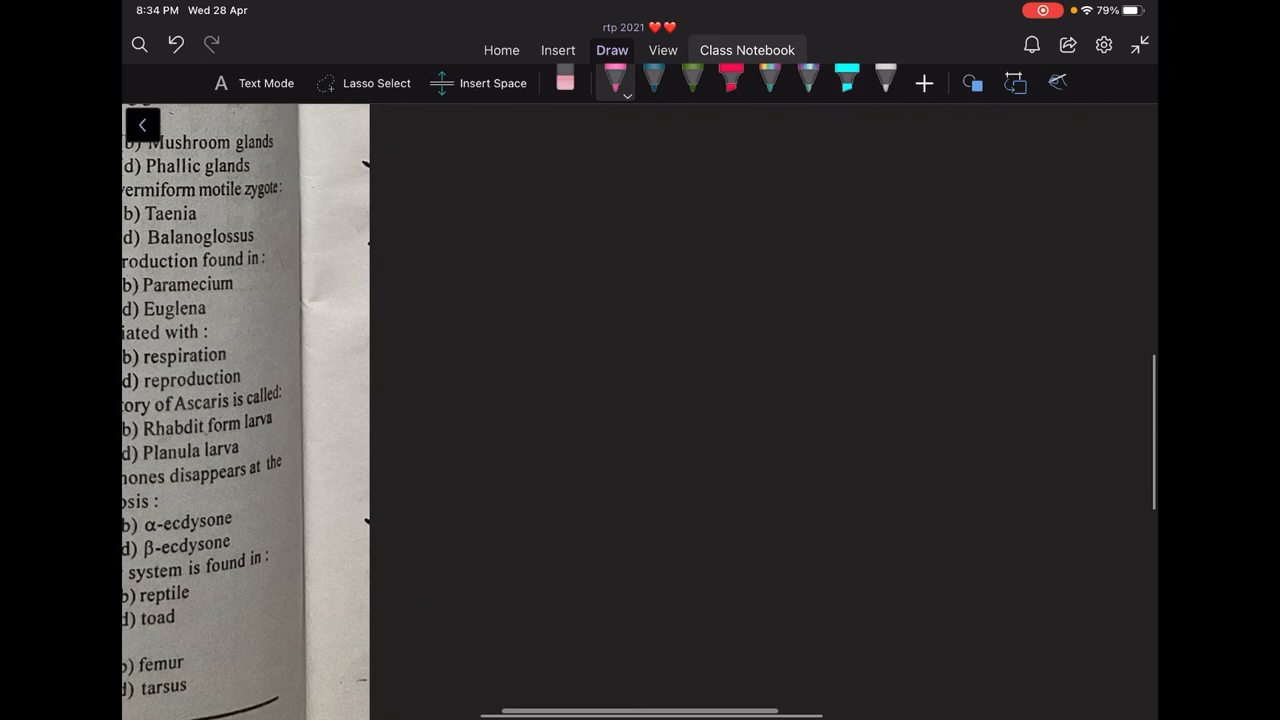 8:34 PM Wed 28 Apr
79%
rtp 2021 ❤️❤️
Home Insert Draw View Class Notebook
A Text Mode Lasso Select Insert Space
b) Mushroom glands
d) Phallic glands
vermiform motile zygote:
b) Taenia
d) Balanoglossus
roduction found in :
b) Paramecium
d) Euglena
iated with :
b) respiration
d) reproduction
tory of Ascaris is called:
b) Rhabdit form larva
d) Planula larva
nones disappears at the
osis :
b) α-ecdysone
d) β-ecdysone
system is found in :
b) reptile
d) toad
b) femur
d) tarsus